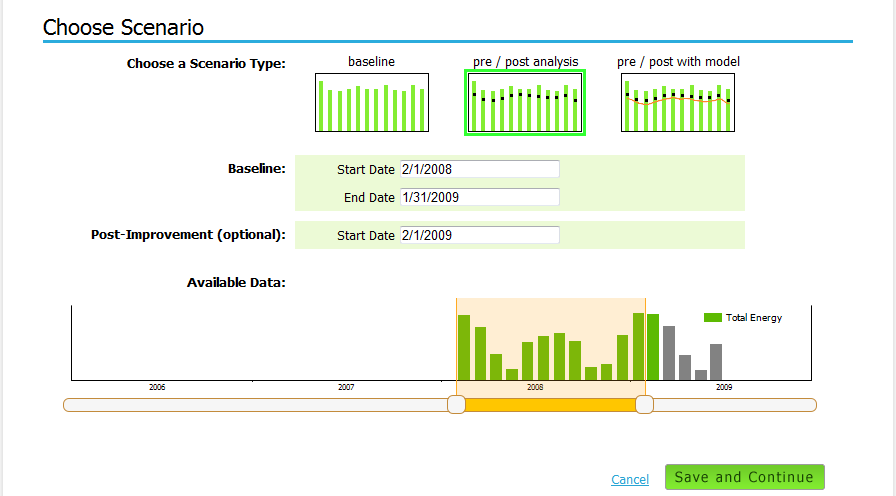 Choose Scenario
Choose a Scenario Type: baseline pre / post analysis pre / post with model
Baseline: Start Date 2/1/2008
End Date 1/31/2009
Post-Improvement (optional): Start Date 2/1/2009
Available Data:
Total Energy
2006 2007 2008 2009
Cancel Save and Continue